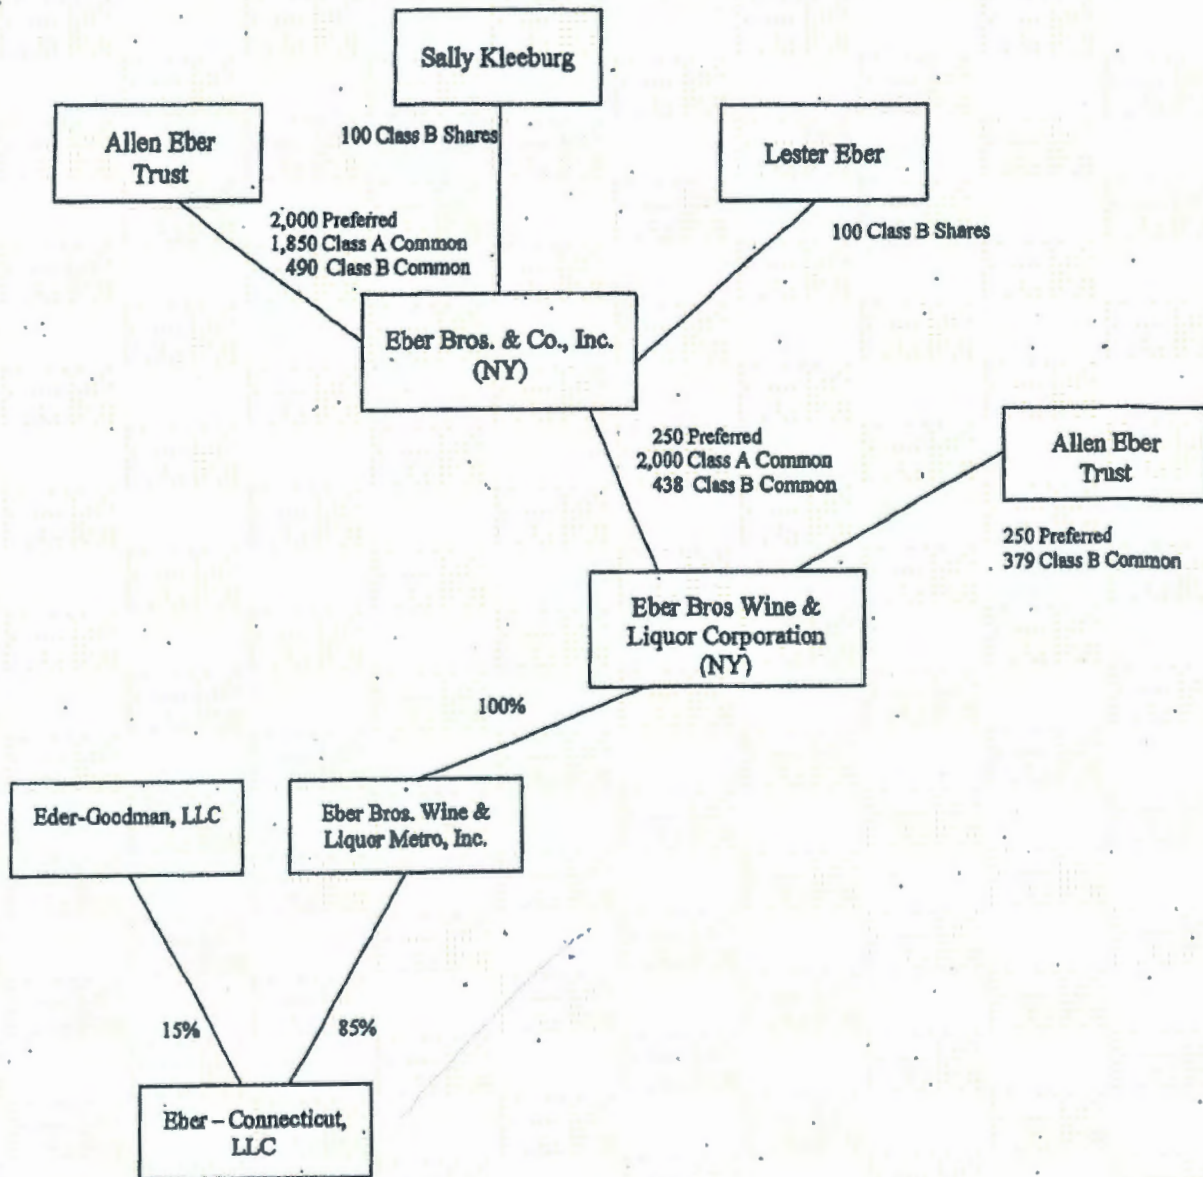 Sally Kleeburg
Allen Eber
Trust
100 Class B Shares
Lester Eber
2,000 Preferred
1,850 Class A Common
490 Class B Common
100 Class B Shares
Eber Bros. & Co., Inc.
(NY)
250 Preferred
2,000 Class A Common
438 Class B Common
Allen Eber
Trust
250 Preferred
379 Class B Common
Eber Bros Wine &
Liquor Corporation
(NY)
100%
Eder-Goodman, LLC
Eber Bros. Wine &
Liquor Metro, Inc.
15%
85%
Eber – Connecticut,
LLC